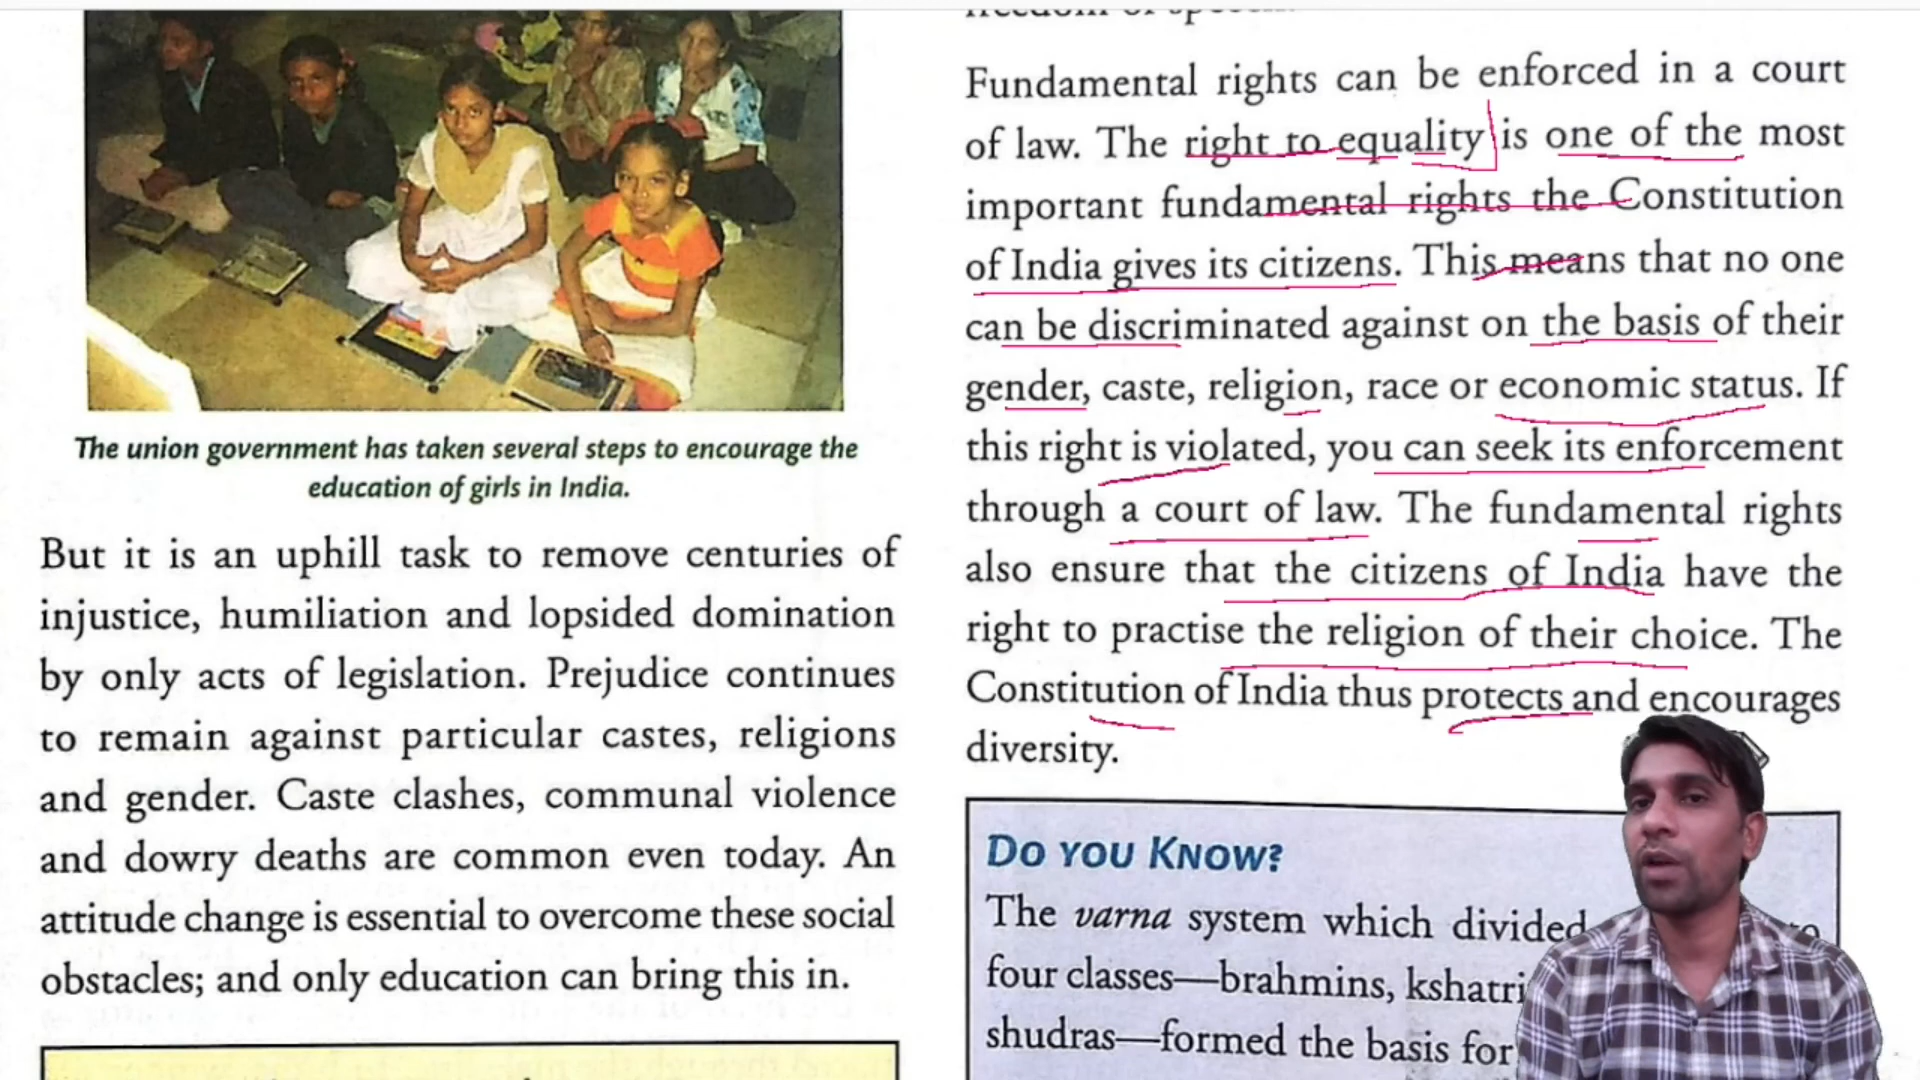 The union government has taken several steps to encourage the
education of girls in India.
But it is an uphill task to remove centuries of
injustice, humiliation and lopsided domination
by only acts of legislation. Prejudice continues
to remain against particular castes, religions
and gender. Caste clashes, communal violence
and dowry deaths are common even today. An
attitude change is essential to overcome these social
obstacles; and only education can bring this in.
Fundamental rights can be enforced in a court
of law. The right to equality is one of the most
important fundamental rights the Constitution
of India gives its citizens. This means that no one
can be discriminated against on the basis of their
gender, caste, religion, race or economic status. If
this right is violated, you can seek its enforcement
through a court of law. The fundamental rights
also ensure that the citizens of India have the
right to practise the religion of their choice. The
Constitution of India thus protects and encourages
diversity.
DO YOU KNOW?
The varna system which divided
four classes—brahmins,
shudras—formed the basis for